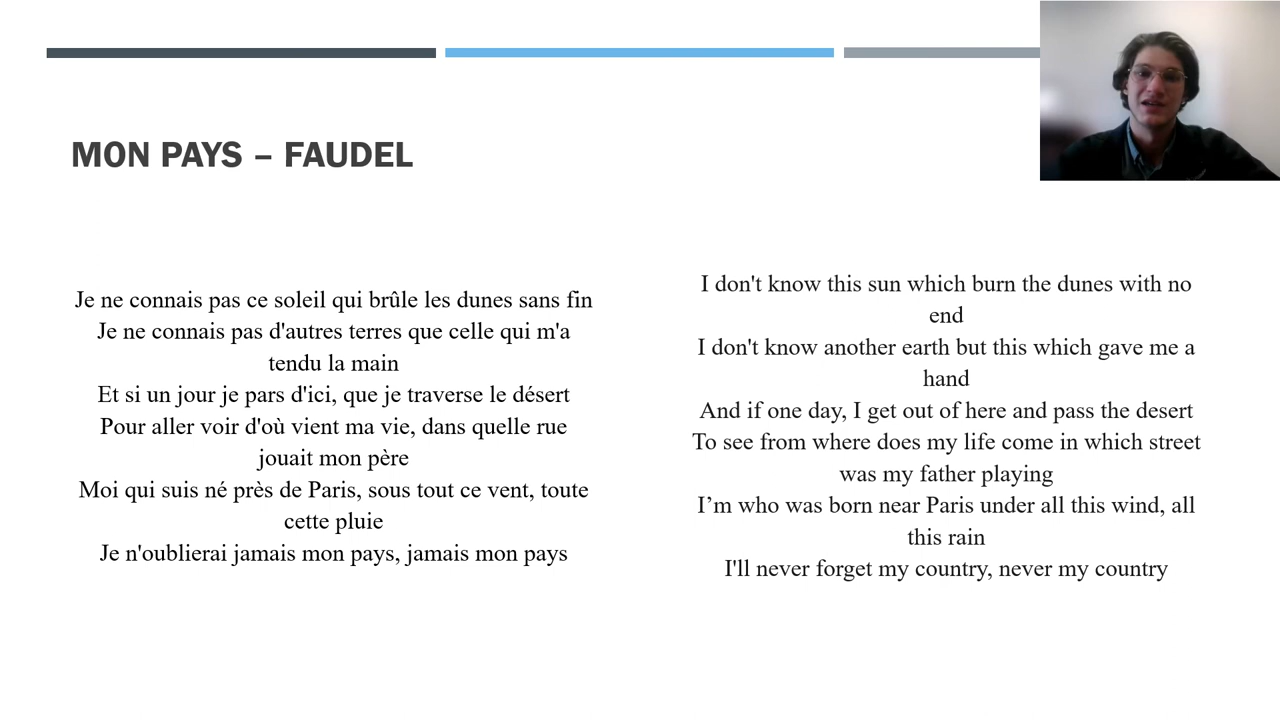 MON PAYS – FAUDEL
Je ne connais pas ce soleil qui brûle les dunes sans fin
Je ne connais pas d'autres terres que celle qui m'a
tendu la main
Et si un jour je pars d'ici, que je traverse le désert
Pour aller voir d'où vient ma vie, dans quelle rue
jouait mon père
Moi qui suis né près de Paris, sous tout ce vent, toute
cette pluie
Je n'oublierai jamais mon pays, jamais mon pays
I don't know this sun which burn the dunes with no
end
I don't know another earth but this which gave me a
hand
And if one day, I get out of here and pass the desert
To see from where does my life come in which street
was my father playing
I’m who was born near Paris under all this wind, all
this rain
I'll never forget my country, never my country